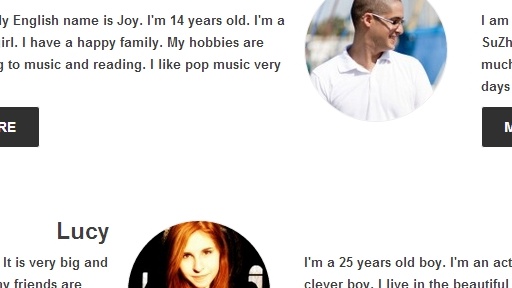 ly English name is Joy. I'm 14 years old. I'm a
girl. I have a happy family. My hobbies are
g to music and reading. I like pop music very
RE
I am
SuZh
much
days
M
Lucy
It is very big and
y friends are
I'm a 25 years old boy. I'm an act
clever boy. I live in the beautiful